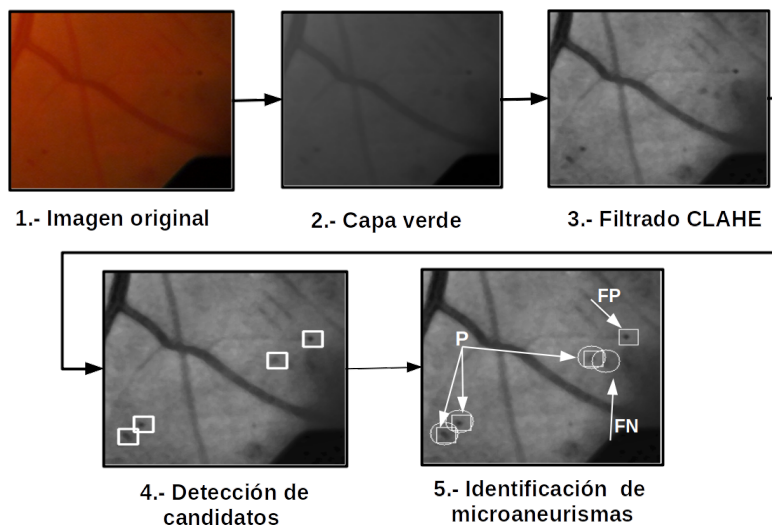 1.- Imagen original
2.- Capa verde
3.- Filtrado CLAHE
FP
P
FN
4.- Detección de
candidatos
5.- Identificación de
microaneurismas